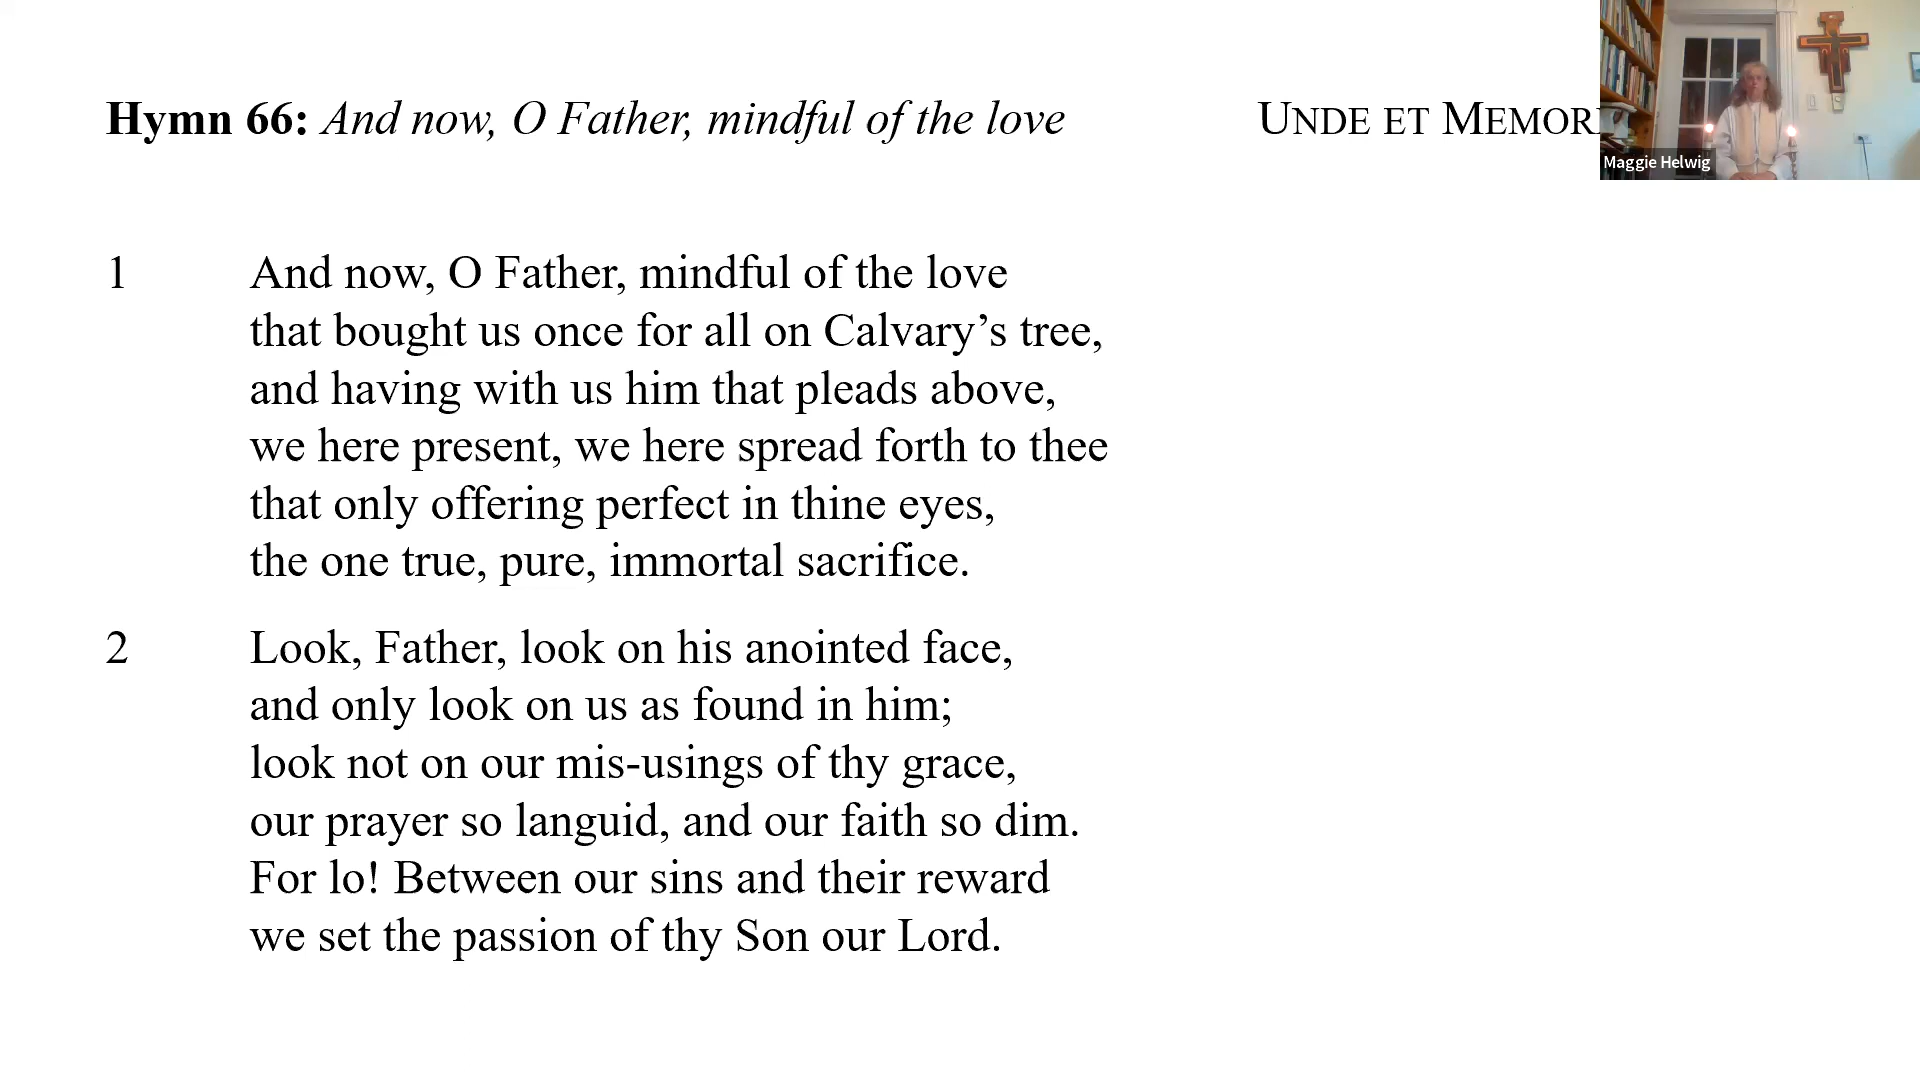 Hymn 66: And now, O Father, mindful of the love UNDE ET MEMOR
Maggie Helwig
1 And now, O Father, mindful of the love
that bought us once for all on Calvary’s tree,
and having with us him that pleads above,
we here present, we here spread forth to thee
that only offering perfect in thine eyes,
the one true, pure, immortal sacrifice.
2 Look, Father, look on his anointed face,
and only look on us as found in him;
look not on our mis-usings of thy grace,
our prayer so languid, and our faith so dim.
For lo! Between our sins and their reward
we set the passion of thy Son our Lord.